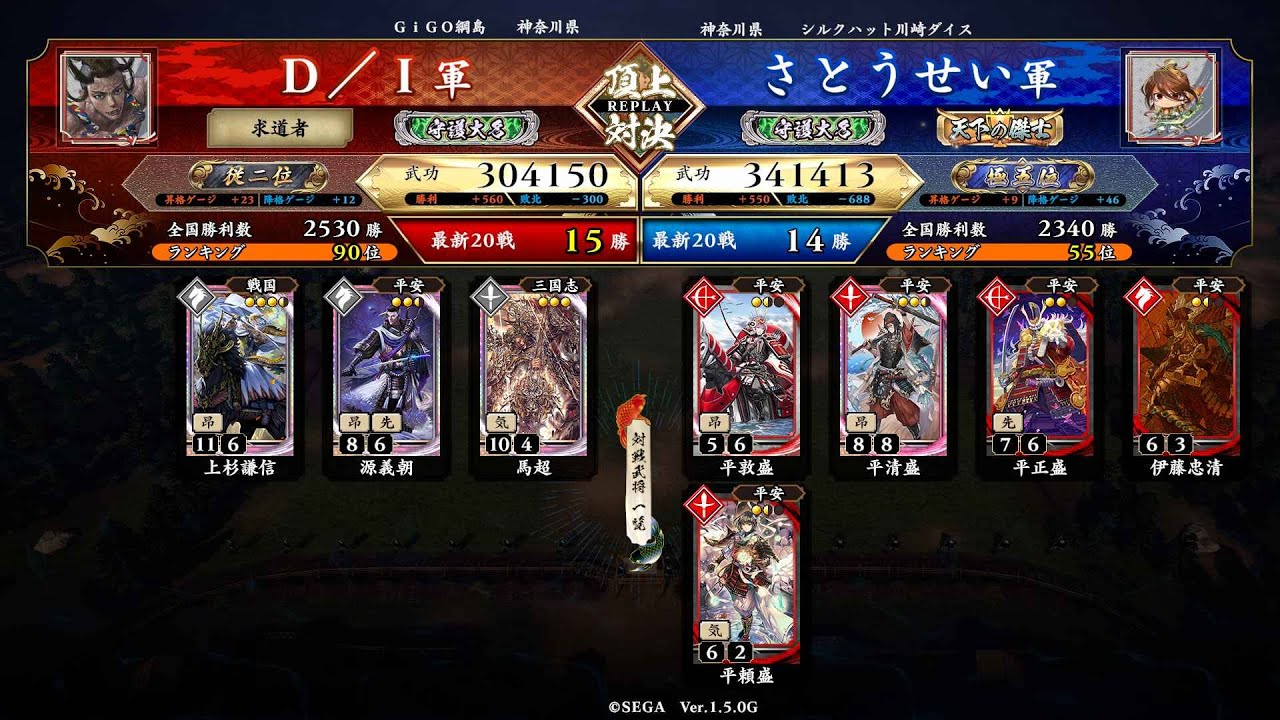 GiGO綱島 神奈川県
神奈川県 シルクハット川崎ダイス
D／I軍
頂上
REPLAY
対決
さとうせい軍
求道者
守護大名
守護大名
天下の傑士
従二位
武功 304150
武功 341413
極五位
昇格ゲージ +23 降格ゲージ +12
勝利 +560 敗北 -300
勝利 +550 敗北 -688
昇格ゲージ +9 降格ゲージ +46
全国勝利数 2530勝
ランキング 90位
最新20戦 15勝
最新20戦 14勝
全国勝利数 2340勝
ランキング 55位
戦国
昂
11 6
上杉謙信
平安
昂 先
8 6
源義朝
三国志
気
10 4
馬超
対戦武将一覧
平安
昂
5 6
平敦盛
平安
昂
8 8
平清盛
平安
先
7 6
平正盛
平安
6 3
伊藤忠清
平安
気
6 2
平頼盛
©SEGA Ver.1.5.0G